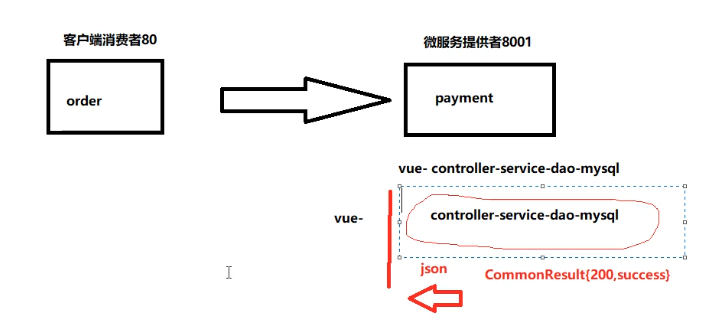 客户端消费者80
微服务提供者8001
order
payment
vue- controller-service-dao-mysql
vue-
controller-service-dao-mysql
json
CommonResult{200,success}